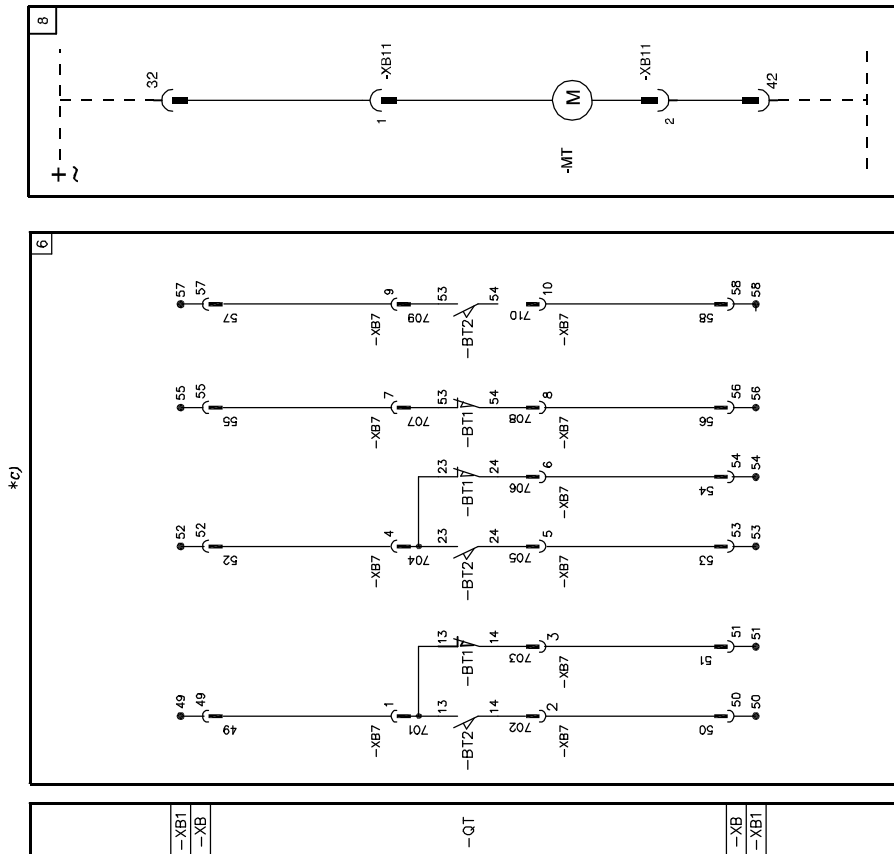 8
32
-XB11
-XB11
42
1
M
2
-MT
+
~
6
57
57
57
9
-XB7
709
53
-BT2
54
710
10
-XB7
58
58
58
55
55
55
7
-XB7
707
53
-BT1
54
708
8
-XB7
56
56
56
*c)
23
-BT1
24
706
6
-XB7
54
54
54
52
52
52
4
-XB7
704
23
-BT2
24
705
5
-XB7
53
53
53
13
-BT1
14
703
3
-XB7
51
51
51
49
49
49
1
-XB7
701
13
-BT2
14
702
2
-XB7
50
50
50
-XB1
-XB
-QT
-XB
-XB1